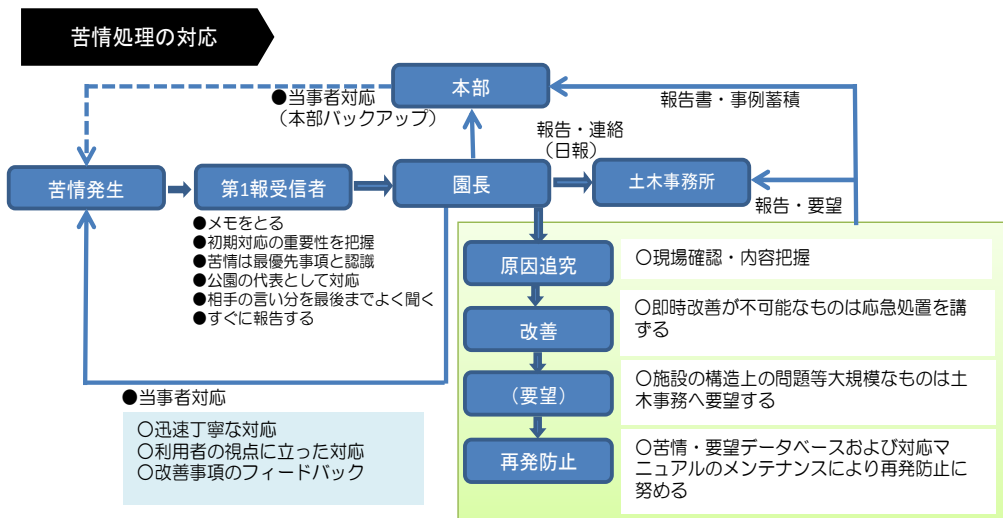 苦情処理の対応
本部
●当事者対応
（本部バックアップ）
報告書・事例蓄積
報告・連絡
（日報）
苦情発生
第1報受信者
園長
土木事務所
報告・要望
●メモをとる
●初期対応の重要性を把握
●苦情は最優先事項と認識
●公園の代表として対応
●相手の言い分を最後までよく聞く
●すぐに報告する
原因追究
〇現場確認・内容把握
改善
〇即時改善が不可能なものは応急処置を講
ずる
（要望）
〇施設の構造上の問題等大規模なものは土
木事務へ要望する
再発防止
〇苦情・要望データベースおよび対応マ
ニュアルのメンテナンスにより再発防止に
努める
●当事者対応
〇迅速丁寧な対応
〇利用者の視点に立った対応
〇改善事項のフィードバック